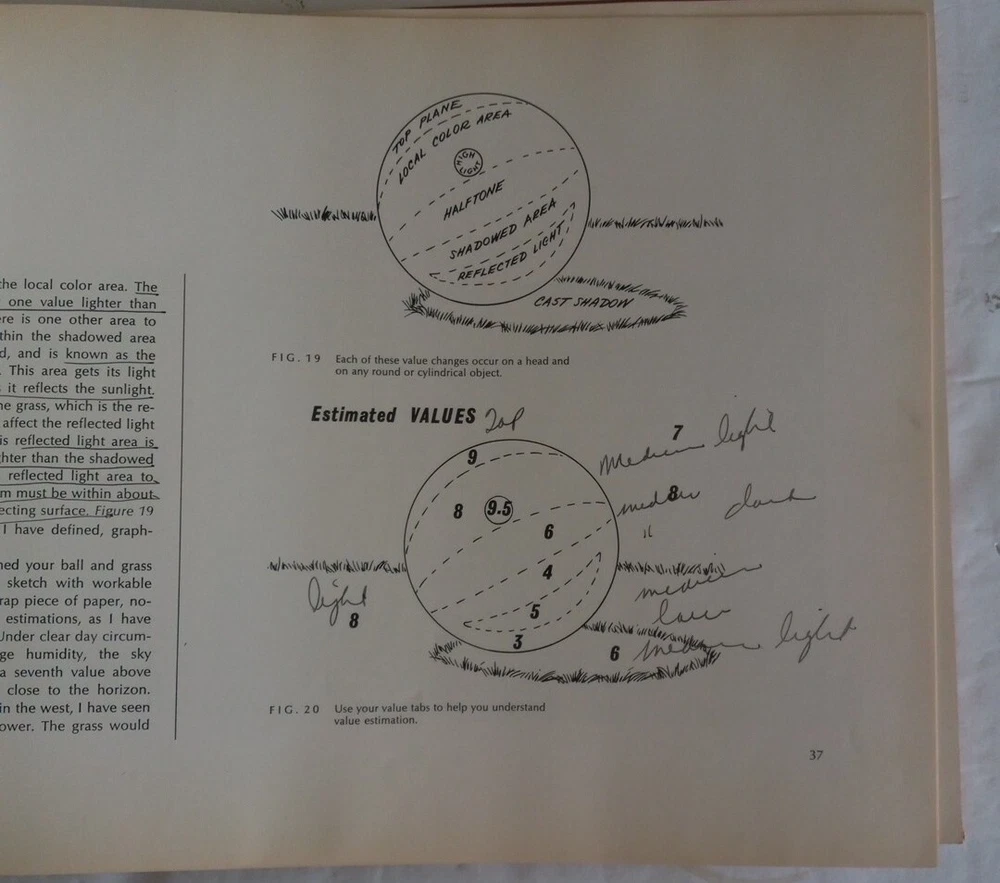 the local color area. The
one value lighter than
ere is one other area to
thin the shadowed area
d, and is known as the
. This area gets its light
it reflects the sunlight.
he grass, which is the re-
affect the reflected light
is reflected light area is
hter than the shadowed
reflected light area to
m must be within about
ecting surface. Figure 19
I have defined, graph-
ned your ball and grass
sketch with workable
rap piece of paper, no-
estimations, as I have
Under clear day circum-
ge humidity, the sky
a seventh value above
close to the horizon.
in the west, I have seen
ower. The grass would
TOP PLANE
LOCAL COLOR AREA
HIGH
LIGHT
HALFTONE
SHADOWED AREA
REFLECTED LIGHT
CAST SHADOW
FIG. 19 Each of these value changes occur on a head and
on any round or cylindrical object.
Estimated VALUES Top
9
7
Medium light
8
9.5
8
medium dark
6
4
medium
5
light
8
3
6 medium light
FIG. 20 Use your value tabs to help you understand
value estimation.
37